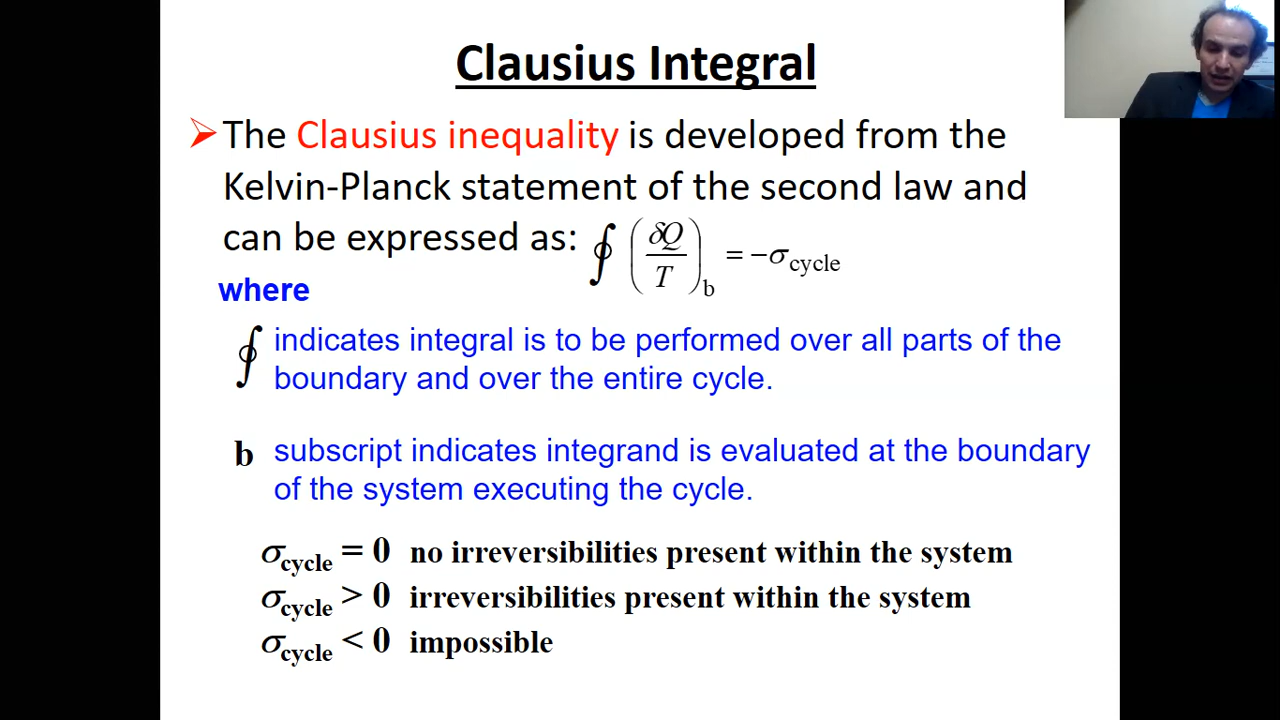 Clausius Integral
➢The Clausius inequality is developed from the
Kelvin-Planck statement of the second law and
can be expressed as: ∮ (δQ/T)_b = −σ_cycle
where
∮ indicates integral is to be performed over all parts of the
boundary and over the entire cycle.
b subscript indicates integrand is evaluated at the boundary
of the system executing the cycle.
σ_cycle = 0 no irreversibilities present within the system
σ_cycle > 0 irreversibilities present within the system
σ_cycle < 0 impossible